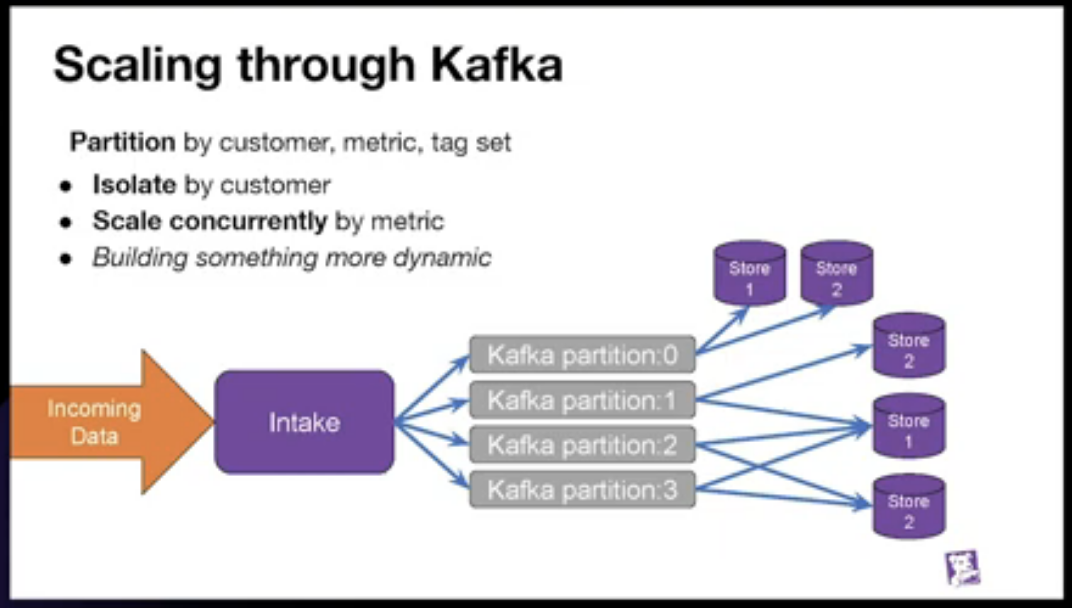 Scaling through Kafka
Partition by customer, metric, tag set
● Isolate by customer
● Scale concurrently by metric
● Building something more dynamic
Store
1
Store
2
Store
2
Store
1
Store
2
Kafka partition:0
Kafka partition:1
Kafka partition:2
Kafka partition:3
Incoming
Data
Intake